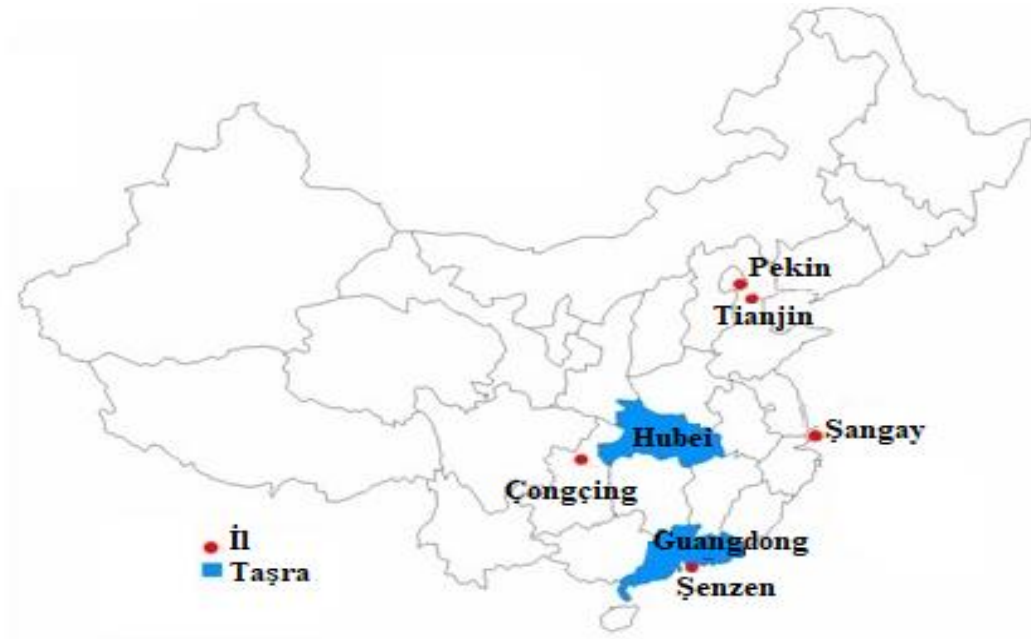 Pekin
Tianjin
Hubei
Şangay
Çongçing
Guangdong
Şenzen
İl
Taşra